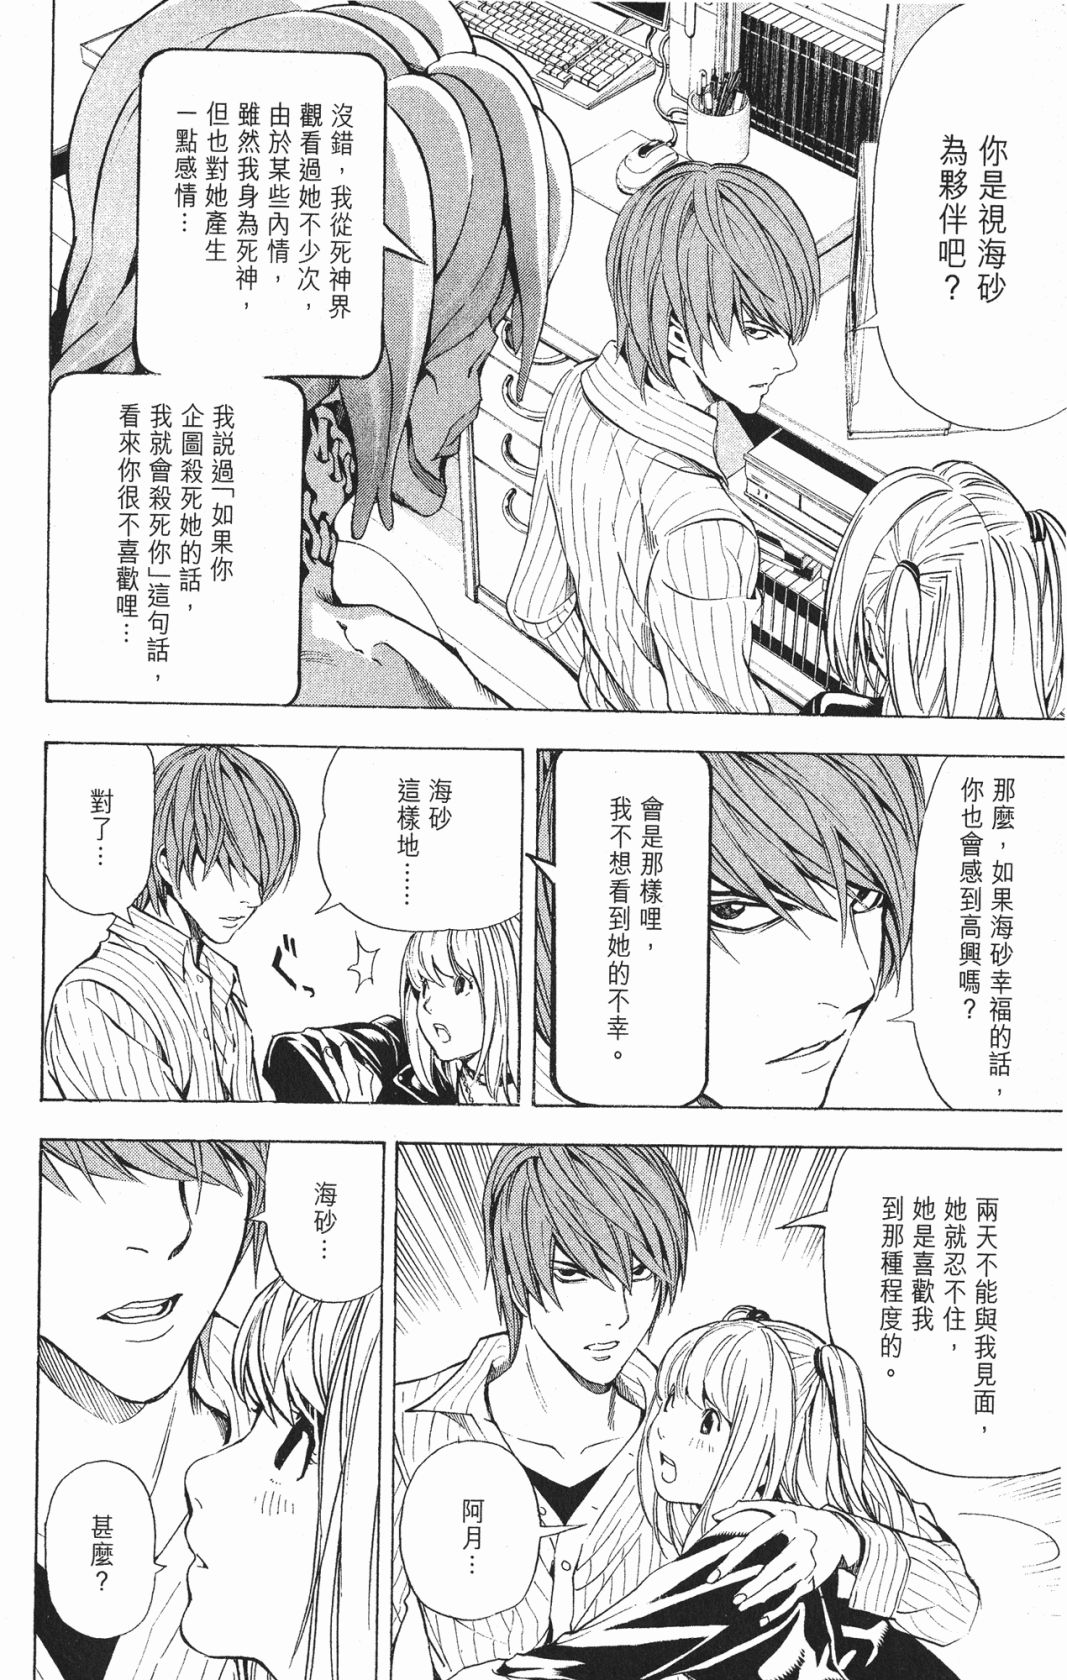 你是視海砂
為夥伴吧？
沒錯，我從死神界
觀看過她不少次，
由於某些內情，
雖然我身為死神，
但也對她產生
一點感情…
我説過「如果你
企圖殺死她的話，
我就會殺死你」這句話，
看來你很不喜歡哩…
那麼，如果海砂幸福的話，
你也會感到高興嗎？
會是那樣哩，
我不想看到她的不幸。
海砂
這樣地……
對了…
兩天不能與我見面，
她就忍不住，
她是喜歡我
到那種程度的。
阿月…
海砂…
甚麼？